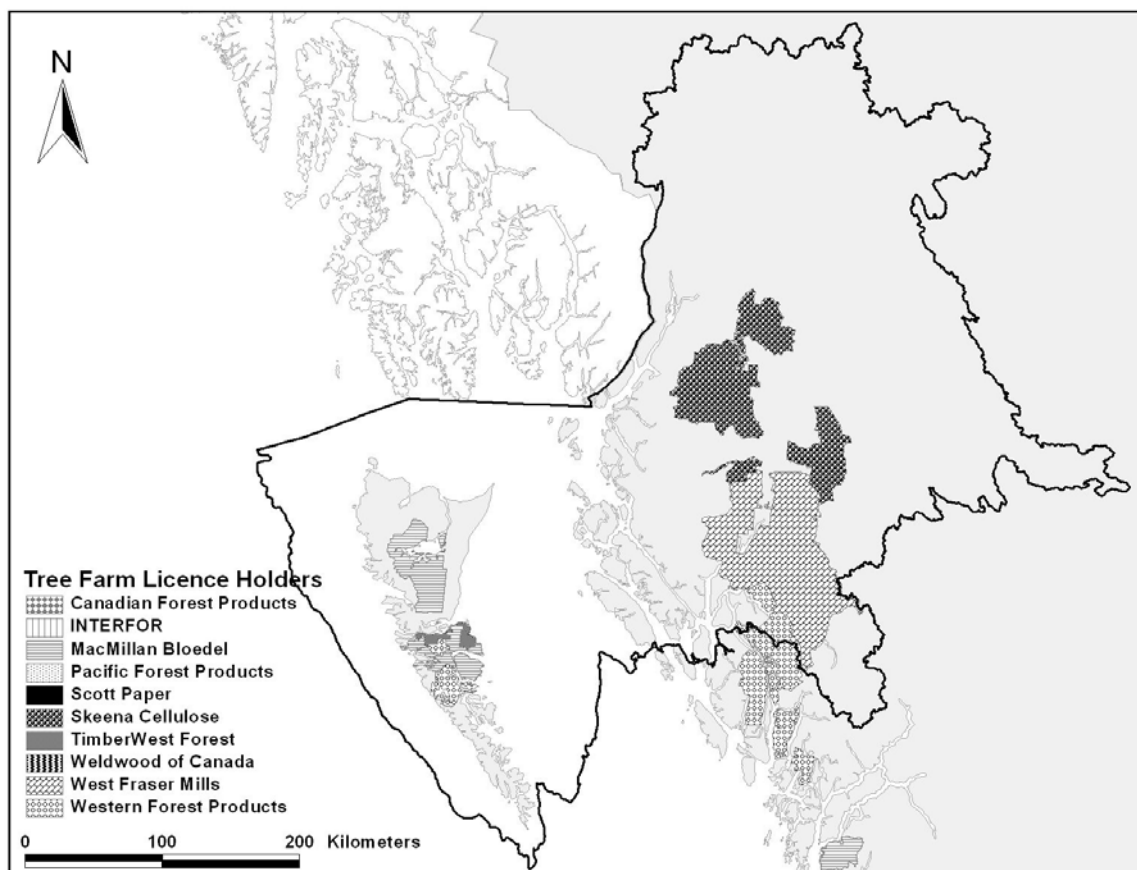 N
Tree Farm Licence Holders
Canadian Forest Products
INTERFOR
MacMillan Bloedel
Pacific Forest Products
Scott Paper
Skeena Cellulose
TimberWest Forest
Weldwood of Canada
West Fraser Mills
Western Forest Products
0 100 200 Kilometers